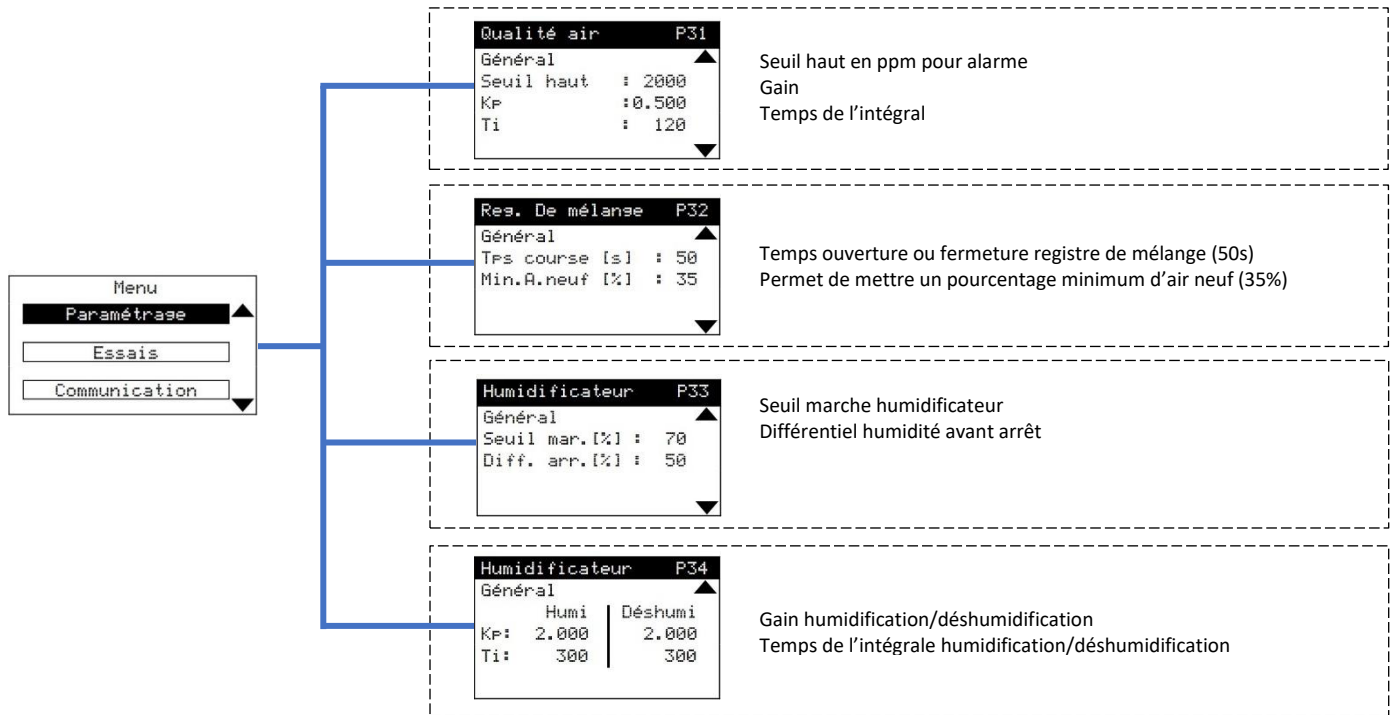 Menu
Paramétrage
Essais
Communication
Qualité air P31
Général
Seuil haut : 2000
Kp :0.500
Ti : 120
Seuil haut en ppm pour alarme
Gain
Temps de l’intégral
Reg. De mélange P32
Général
Tps course [s] : 50
Min.A.neuf [%] : 35
Temps ouverture ou fermeture registre de mélange (50s)
Permet de mettre un pourcentage minimum d’air neuf (35%)
Humidificateur P33
Général
Seuil mar.[%] : 70
Diff. arr.[%] : 50
Seuil marche humidificateur
Différentiel humidité avant arrêt
Humidificateur P34
Général
Humi Déshumi
Kp: 2.000 2.000
Ti: 300 300
Gain humidification/déshumidification
Temps de l’intégrale humidification/déshumidification